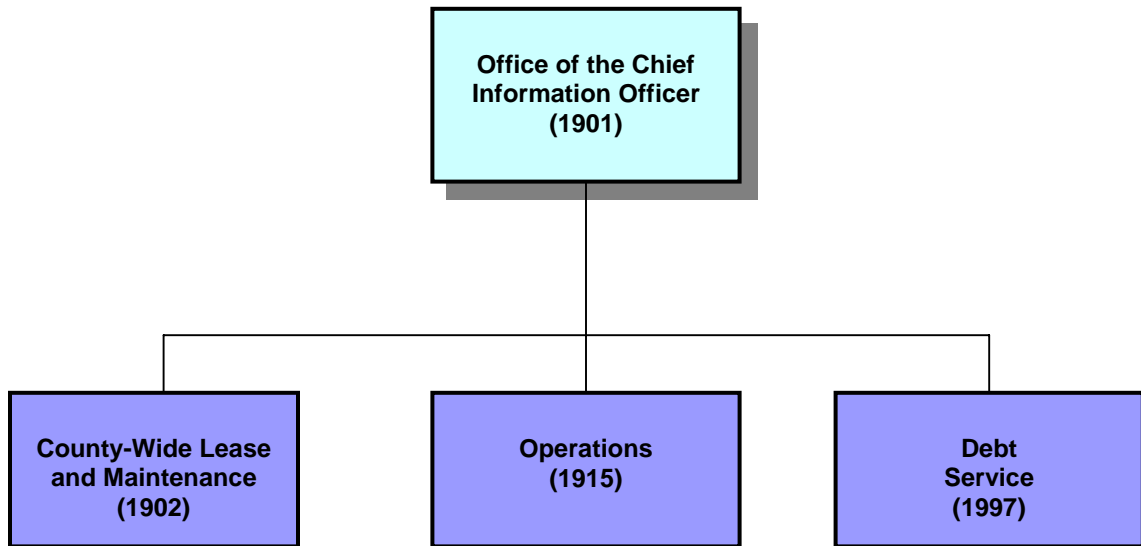 Office of the Chief
Information Officer
(1901)
County-Wide Lease
and Maintenance
(1902)
Operations
(1915)
Debt
Service
(1997)